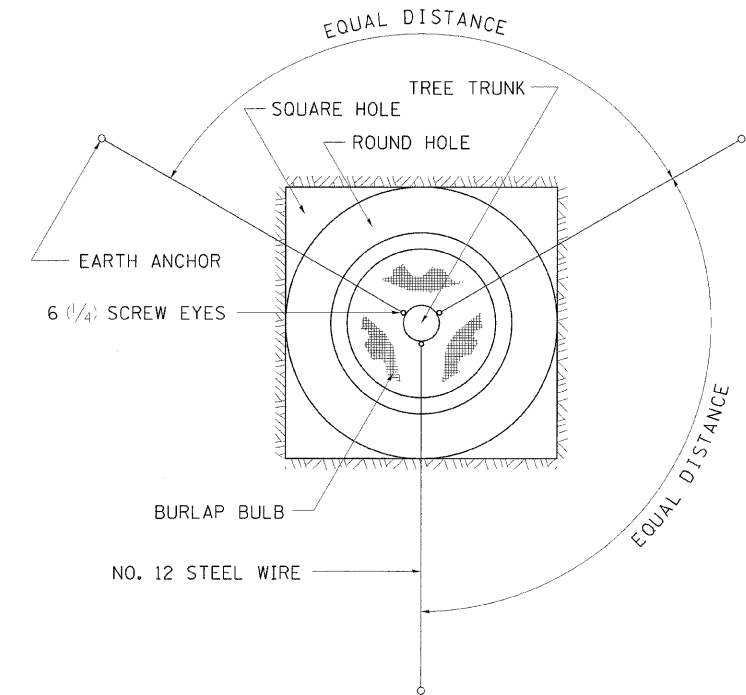 EQUAL DISTANCE
TREE TRUNK
SQUARE HOLE
ROUND HOLE
EARTH ANCHOR
6 (1/4) SCREW EYES
EQUAL DISTANCE
BURLAP BULB
NO. 12 STEEL WIRE